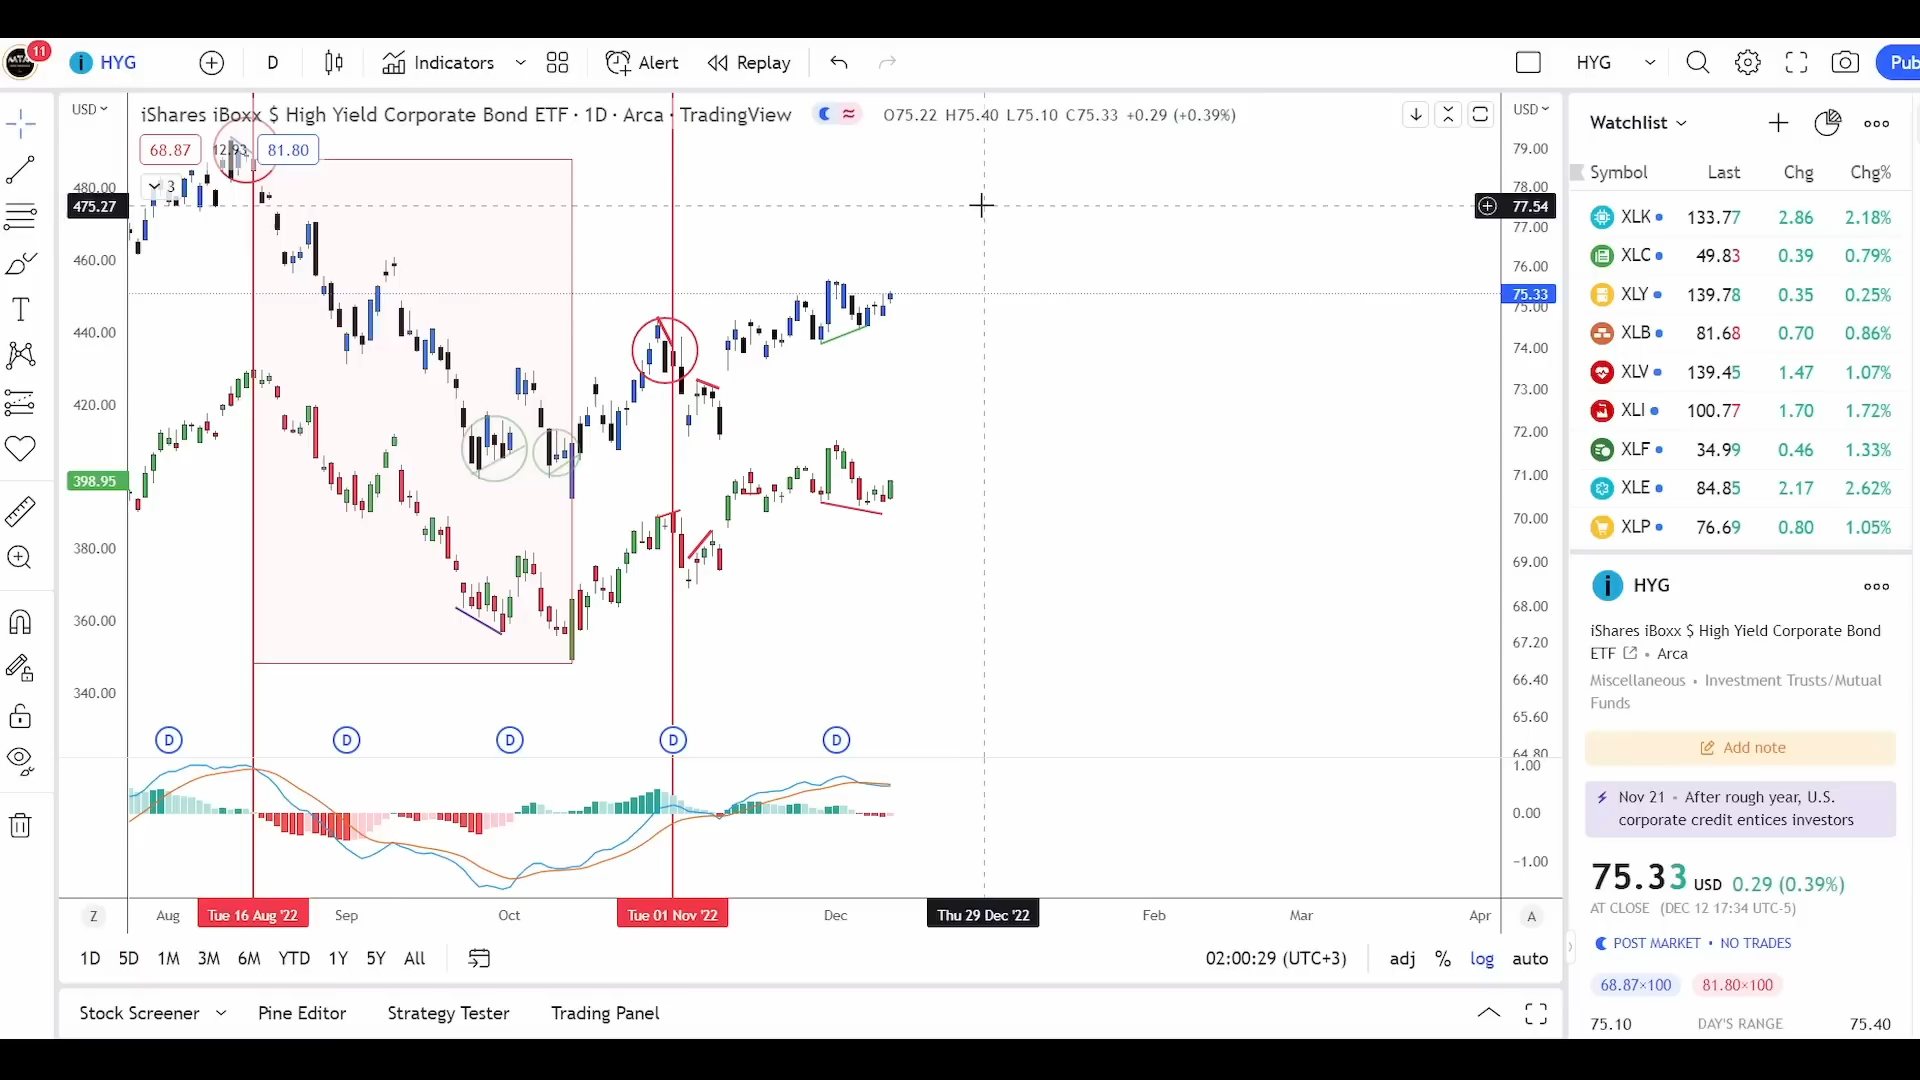 11 HYG D Indicators Alert Replay HYG Pub
USD iShares iBoxx $ High Yield Corporate Bond ETF · 1D · Arca · TradingView O75.22 H75.40 L75.10 C75.33 +0.29 (+0.39%) USD
68.87 12.93 81.80
3
480.00
475.27
460.00
440.00
420.00
398.95
380.00
360.00
340.00
79.00
78.00
77.54
77.00
76.00
75.33
75.00
74.00
73.00
72.00
71.00
70.00
69.00
68.00
67.20
66.40
65.60
64.80
1.00
0.00
−1.00
D D D D D
Z Aug Tue 16 Aug '22 Sep Oct Tue 01 Nov '22 Dec Thu 29 Dec '22 Feb Mar Apr A
1D 5D 1M 3M 6M YTD 1Y 5Y All 02:00:29 (UTC+3) adj % log auto
Stock Screener Pine Editor Strategy Tester Trading Panel
Watchlist
Symbol Last Chg Chg%
XLK 133.77 2.86 2.18%
XLC 49.83 0.39 0.79%
XLY 139.78 0.35 0.25%
XLB 81.68 0.70 0.86%
XLV 139.45 1.47 1.07%
XLI 100.77 1.70 1.72%
XLF 34.99 0.46 1.33%
XLE 84.85 2.17 2.62%
XLP 76.69 0.80 1.05%
HYG
iShares iBoxx $ High Yield Corporate Bond
ETF • Arca
Miscellaneous • Investment Trusts/Mutual
Funds
Add note
Nov 21 • After rough year, U.S.
corporate credit entices investors
75.33 USD 0.29 (0.39%)
AT CLOSE (DEC 12 17:34 UTC-5)
POST MARKET • NO TRADES
68.87×100 81.80×100
75.10 DAY'S RANGE 75.40